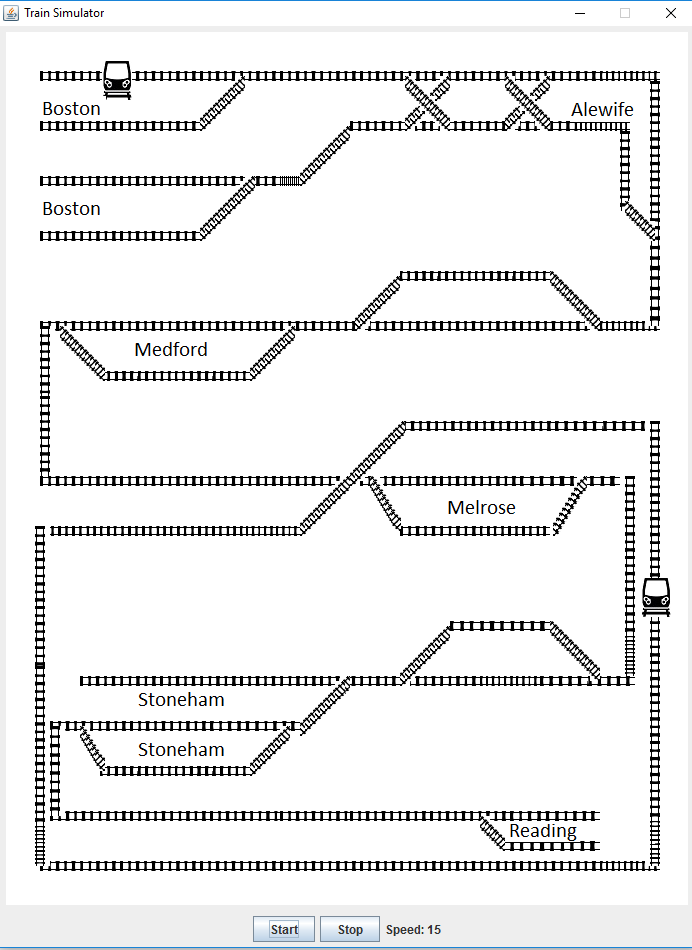 Train Simulator
Boston
Alewife
Boston
Medford
Melrose
Stoneham
Stoneham
Reading
Start Stop Speed: 15